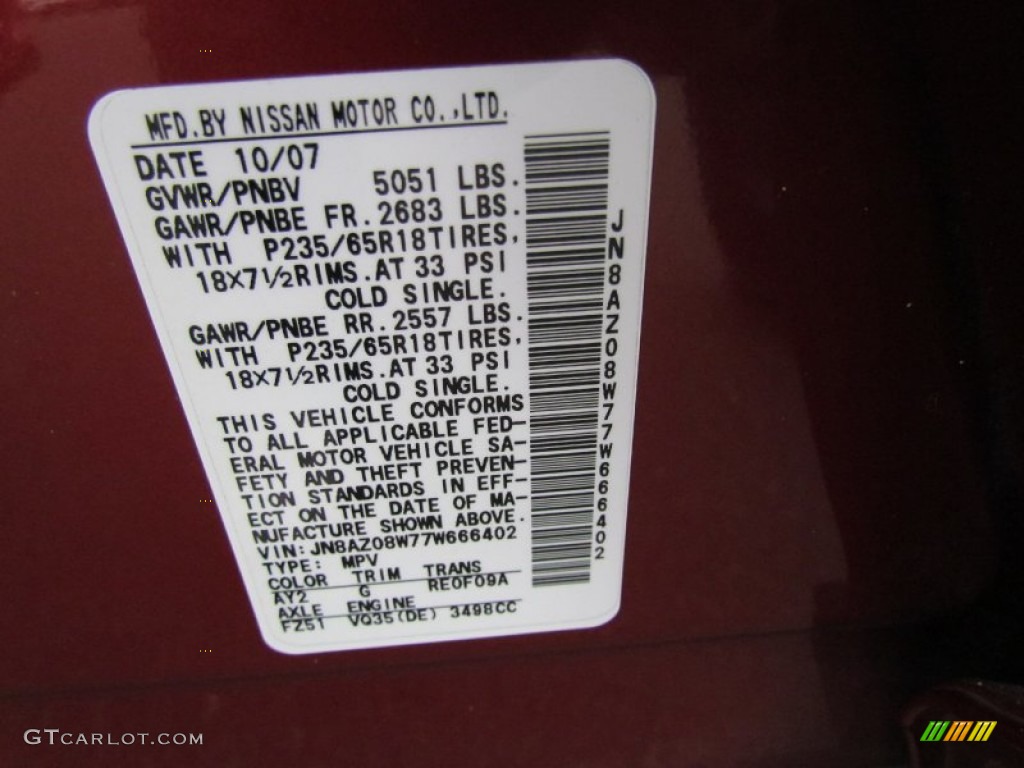 MFD.BY NISSAN MOTOR CO.,LTD.
DATE 10/07
GVWR/PNBV 5051 LBS.
GAWR/PNBE FR.2683 LBS.
WITH P235/65R18TIRES,
18X7½RIMS.AT 33 PSI
COLD SINGLE.
GAWR/PNBE RR.2557 LBS.
WITH P235/65R18TIRES,
18X7½RIMS.AT 33 PSI
COLD SINGLE.
THIS VEHICLE CONFORMS
TO ALL APPLICABLE FED-
ERAL MOTOR VEHICLE SA-
FETY AND THEFT PREVEN-
TION STANDARDS IN EFF-
ECT ON THE DATE OF MA-
NUFACTURE SHOWN ABOVE.
VIN:JN8AZ08W77W666402
TYPE: MPV
COLOR TRIM TRANS
AY2 G RE0F09A
AXLE ENGINE
FZ51 VQ35(DE) 3498CC
JN8AZ08W77W666402
GTCARLOT.COM